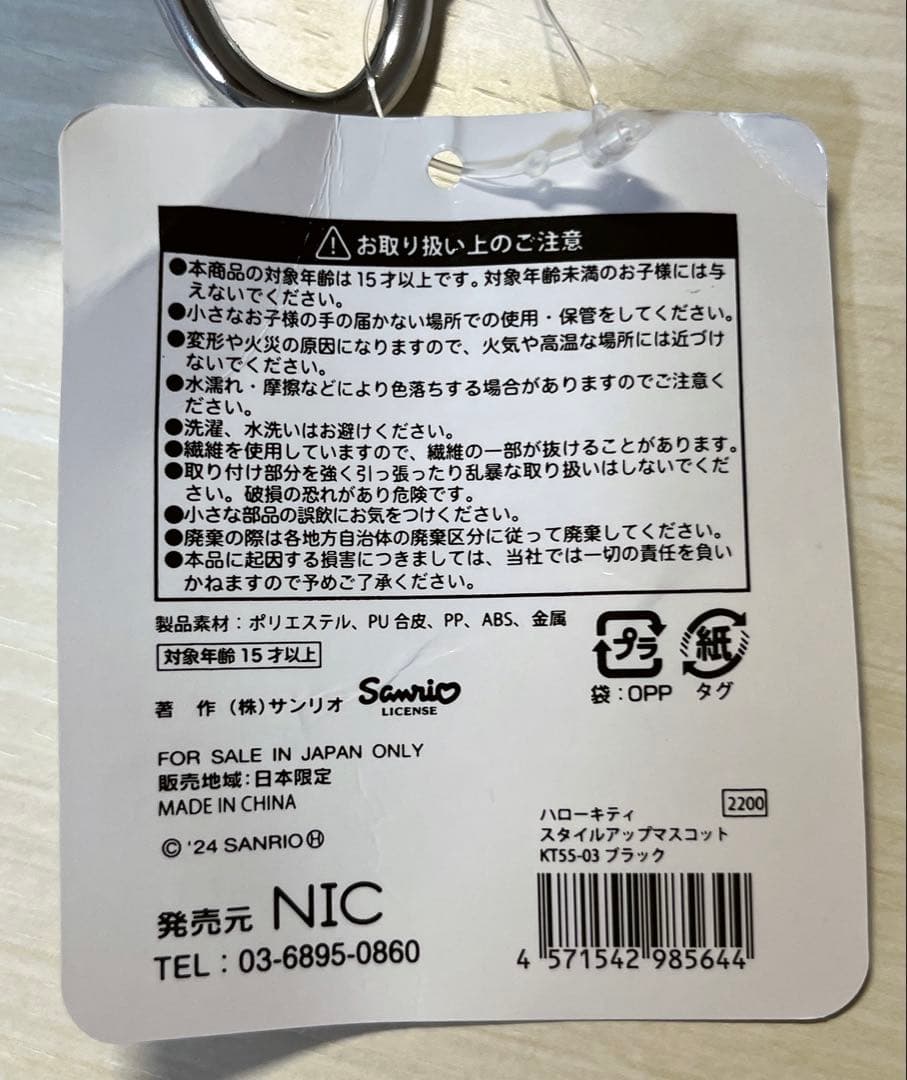 お取り扱い上のご注意
●本商品の対象年齢は15才以上です。対象年齢未満のお子様には与
えないでください。
●小さなお子様の手の届かない場所での使用・保管をしてください。
●変形や火災の原因になりますので、火気や高温な場所には近づけ
ないでください。
●水濡れ・摩擦などにより色落ちする場合がありますのでご注意く
ださい。
●洗濯、水洗いはお避けください。
●繊維を使用していますので、繊維の一部が抜けることがあります。
●取り付け部分を強く引っ張ったり乱暴な取り扱いはしないでくだ
さい。破損の恐れがあり危険です。
●小さな部品の誤飲にお気をつけください。
●廃棄の際は各地方自治体の廃棄区分に従って廃棄してください。
●本品に起因する損害につきましては、当社では一切の責任を負い
かねますので予めご了承ください。
製品素材：ポリエステル、PU合皮、PP、ABS、金属
対象年齢15才以上
プラ
紙
袋：OPP
タグ
著 作 (株)サンリオ
Sanrio
LICENSE
FOR SALE IN JAPAN ONLY
販売地域：日本限定
MADE IN CHINA
© '24 SANRIO Ⓗ
2200
ハローキティ
スタイルアップマスコット
KT55-03 ブラック
発売元 NIC
TEL：03-6895-0860
4 571542 985644